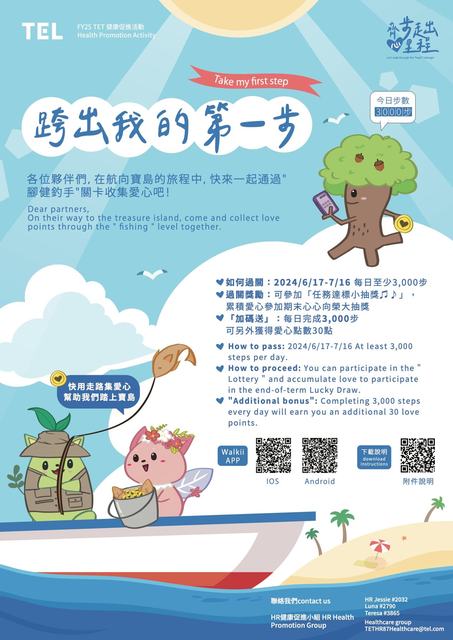 TEL
FY25 TET 健康促進活動
Health Promotion Activity
齊步走出
心里程
Take my first step
今日步數
3000步
跨出我的第一步
各位夥伴們,在航向寶島的旅程中,快來一起通過"
腳健釣手"關卡收集愛心吧!
Dear partners,
On their way to the treasure island, come and collect love
points through the " fishing " level together.
如何過關:2024/6/17-7/16 每日至少3,000步
過關獎勵:可參加「任務達標小抽獎♫♪」,
累積愛心參加期末心心向榮大抽獎
「加碼送」:每日完成3,000步
可另外獲得愛心點數30點
How to pass: 2024/6/17-7/16 At least 3,000
steps per day.
How to proceed: You can participate in the "
Lottery " and accumulate love to participate
in the end-of-term Lucky Draw.
"Additional bonus": Completing 3,000 steps
every day will earn you an additional 30 love
points.
快用走路集愛心
幫助我們踏上寶島
Walkii
APP
IOS
Android
下載說明
download
instructions
附件說明
聯絡我們contact us
HR健康促進小組 HR Health
Promotion Group
HR Jessie #2032
Luna #2790
Teresa #3865
Healthcare group
TETHR87Healthcare@tel.com